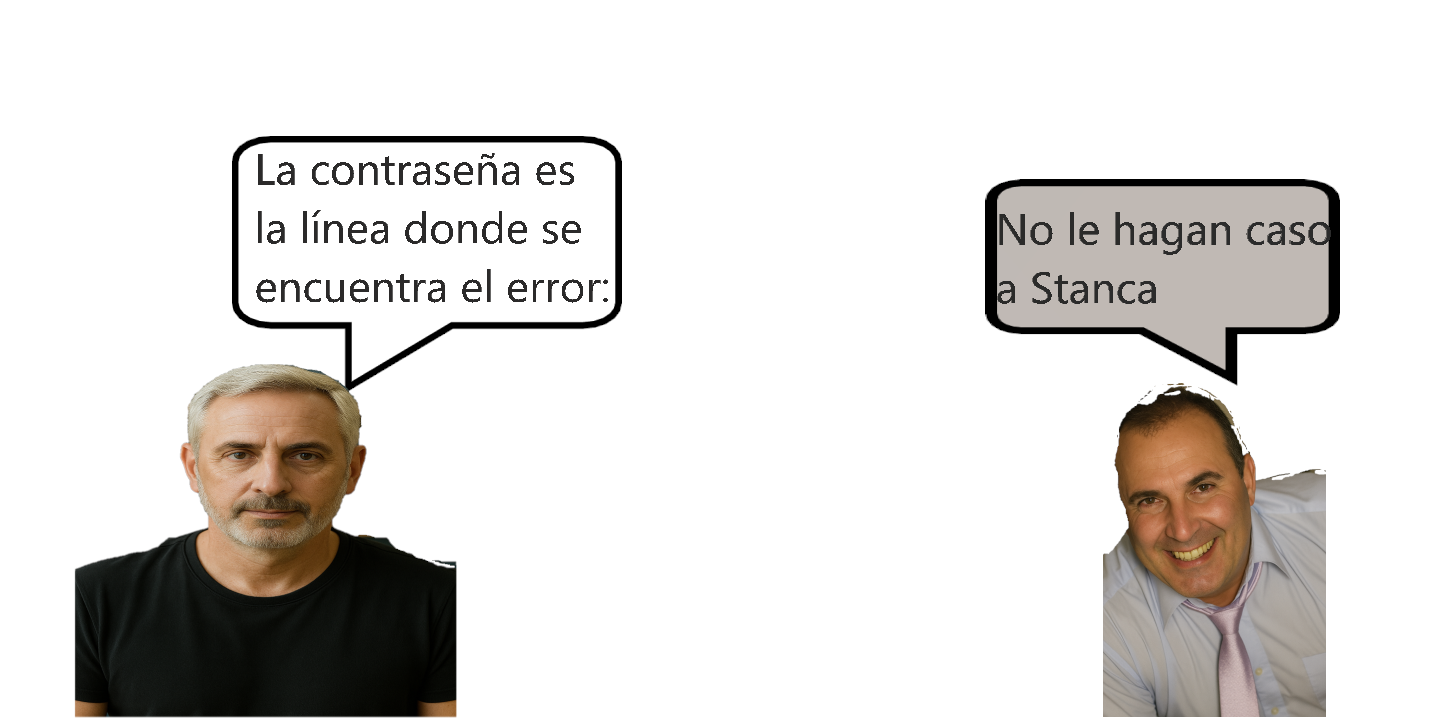 La contraseña es
la línea donde se
encuentra el error:
No le hagan caso
a Stanca